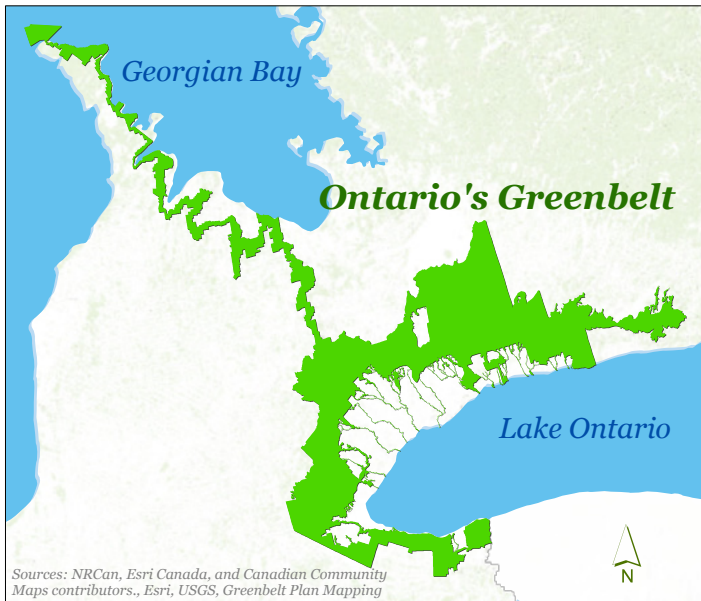 Georgian Bay
Ontario's Greenbelt
Lake Ontario
N
Sources: NRCan, Esri Canada, and Canadian Community
Maps contributors., Esri, USGS, Greenbelt Plan Mapping